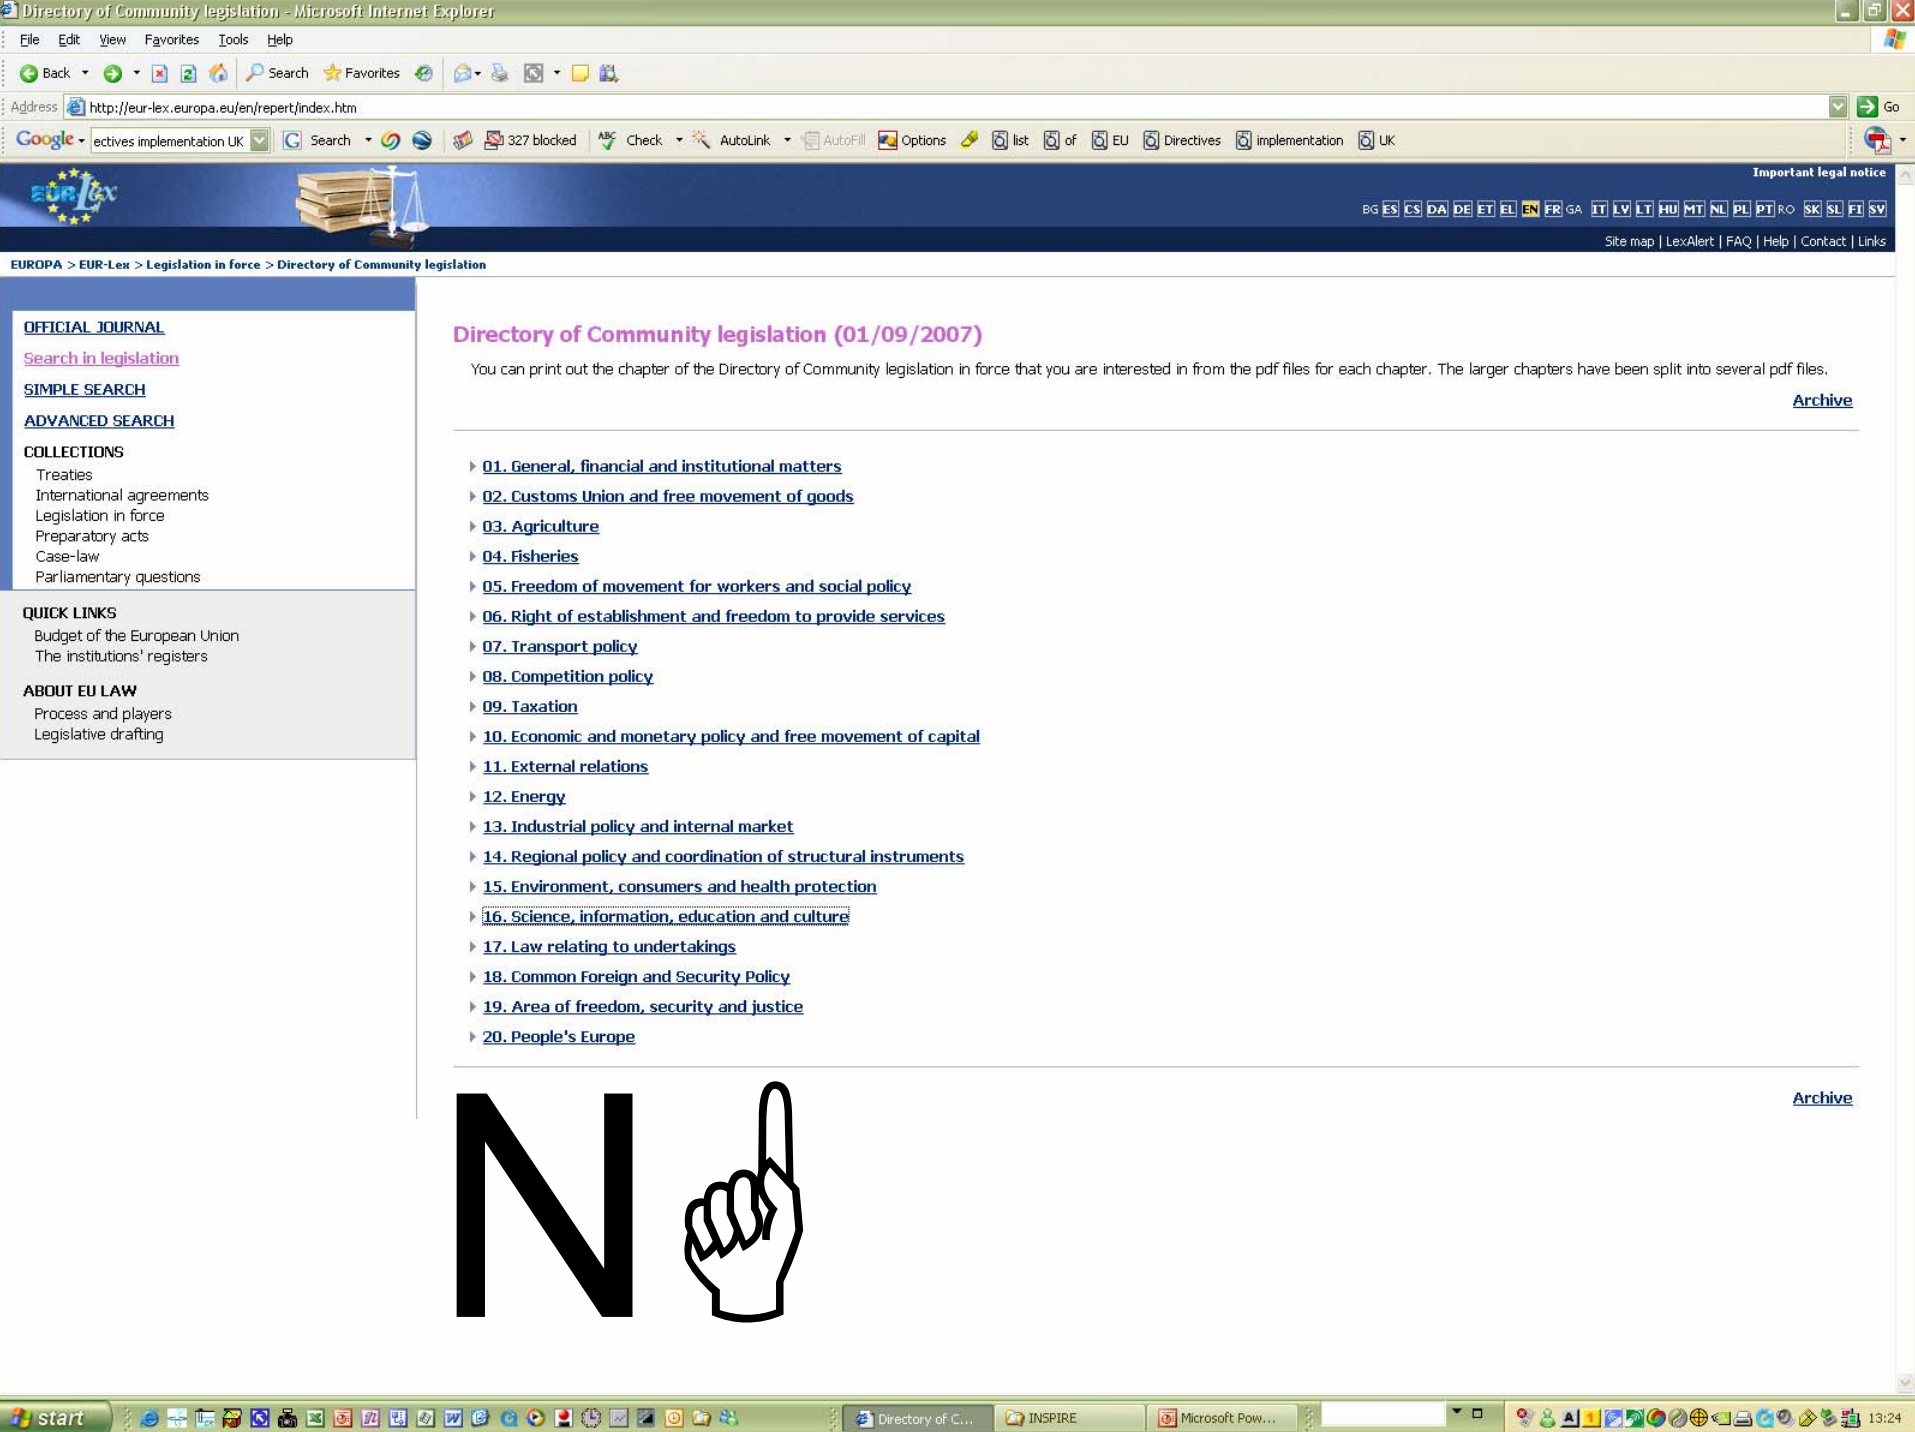 Directory of Community legislation - Microsoft Internet Explorer
File Edit View Favorites Tools Help
Back Search Favorites
Address http://eur-lex.europa.eu/en/repert/index.htm Go
Google ectives implementation UK Search 327 blocked ABC Check AutoLink AutoFill Options list of EU Directives implementation UK
EUR-Lex
Important legal notice
BG ES CS DA DE ET EL EN FR GA IT LV LT HU MT NL PL PT RO SK SL FI SV
Site map | LexAlert | FAQ | Help | Contact | Links
EUROPA > EUR-Lex > Legislation in force > Directory of Community legislation
OFFICIAL JOURNAL
Search in legislation
SIMPLE SEARCH
ADVANCED SEARCH
COLLECTIONS
Treaties
International agreements
Legislation in force
Preparatory acts
Case-law
Parliamentary questions
QUICK LINKS
Budget of the European Union
The institutions' registers
ABOUT EU LAW
Process and players
Legislative drafting
Directory of Community legislation (01/09/2007)
You can print out the chapter of the Directory of Community legislation in force that you are interested in from the pdf files for each chapter. The larger chapters have been split into several pdf files.
Archive
01. General, financial and institutional matters
02. Customs Union and free movement of goods
03. Agriculture
04. Fisheries
05. Freedom of movement for workers and social policy
06. Right of establishment and freedom to provide services
07. Transport policy
08. Competition policy
09. Taxation
10. Economic and monetary policy and free movement of capital
11. External relations
12. Energy
13. Industrial policy and internal market
14. Regional policy and coordination of structural instruments
15. Environment, consumers and health protection
16. Science, information, education and culture
17. Law relating to undertakings
18. Common Foreign and Security Policy
19. Area of freedom, security and justice
20. People's Europe
Archive
N
start Directory of C... INSPIRE Microsoft Pow... 13:24